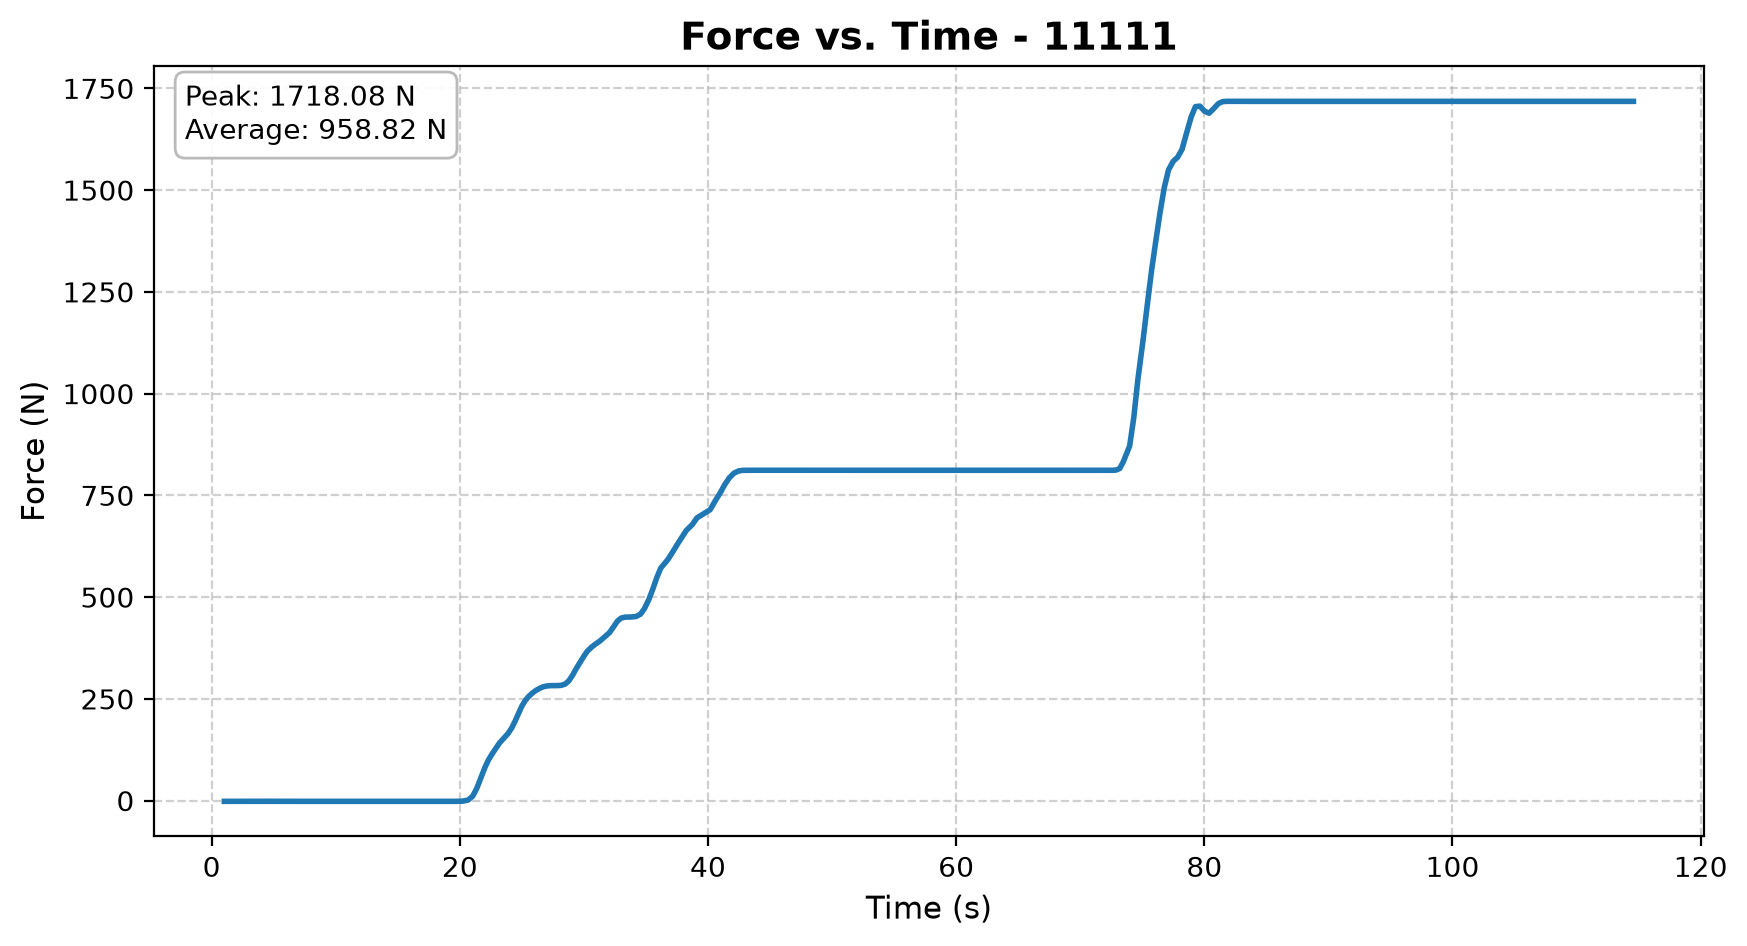 Force vs. Time - 11111
Peak: 1718.08 N
Average: 958.82 N
Force (N)
1750
1500
1250
1000
750
500
250
0
0 20 40 60 80 100 120
Time (s)